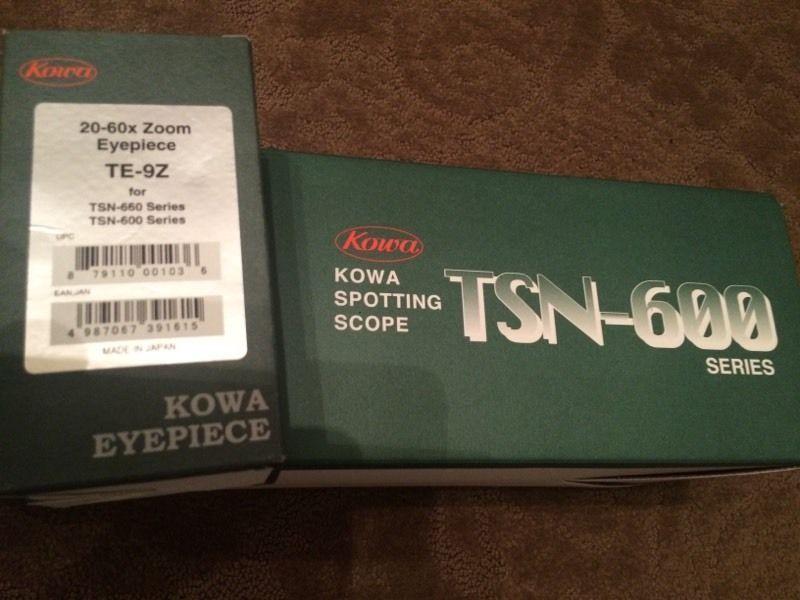 Kowa
20-60x Zoom
Eyepiece
TE-9Z
for
TSN-660 Series
TSN-600 Series
UPC
8 79110 00103 6
EAN/JAN
4 987067 391615
MADE IN JAPAN
KOWA
EYEPIECE
Kowa
KOWA
SPOTTING
SCOPE
TSN-600
SERIES